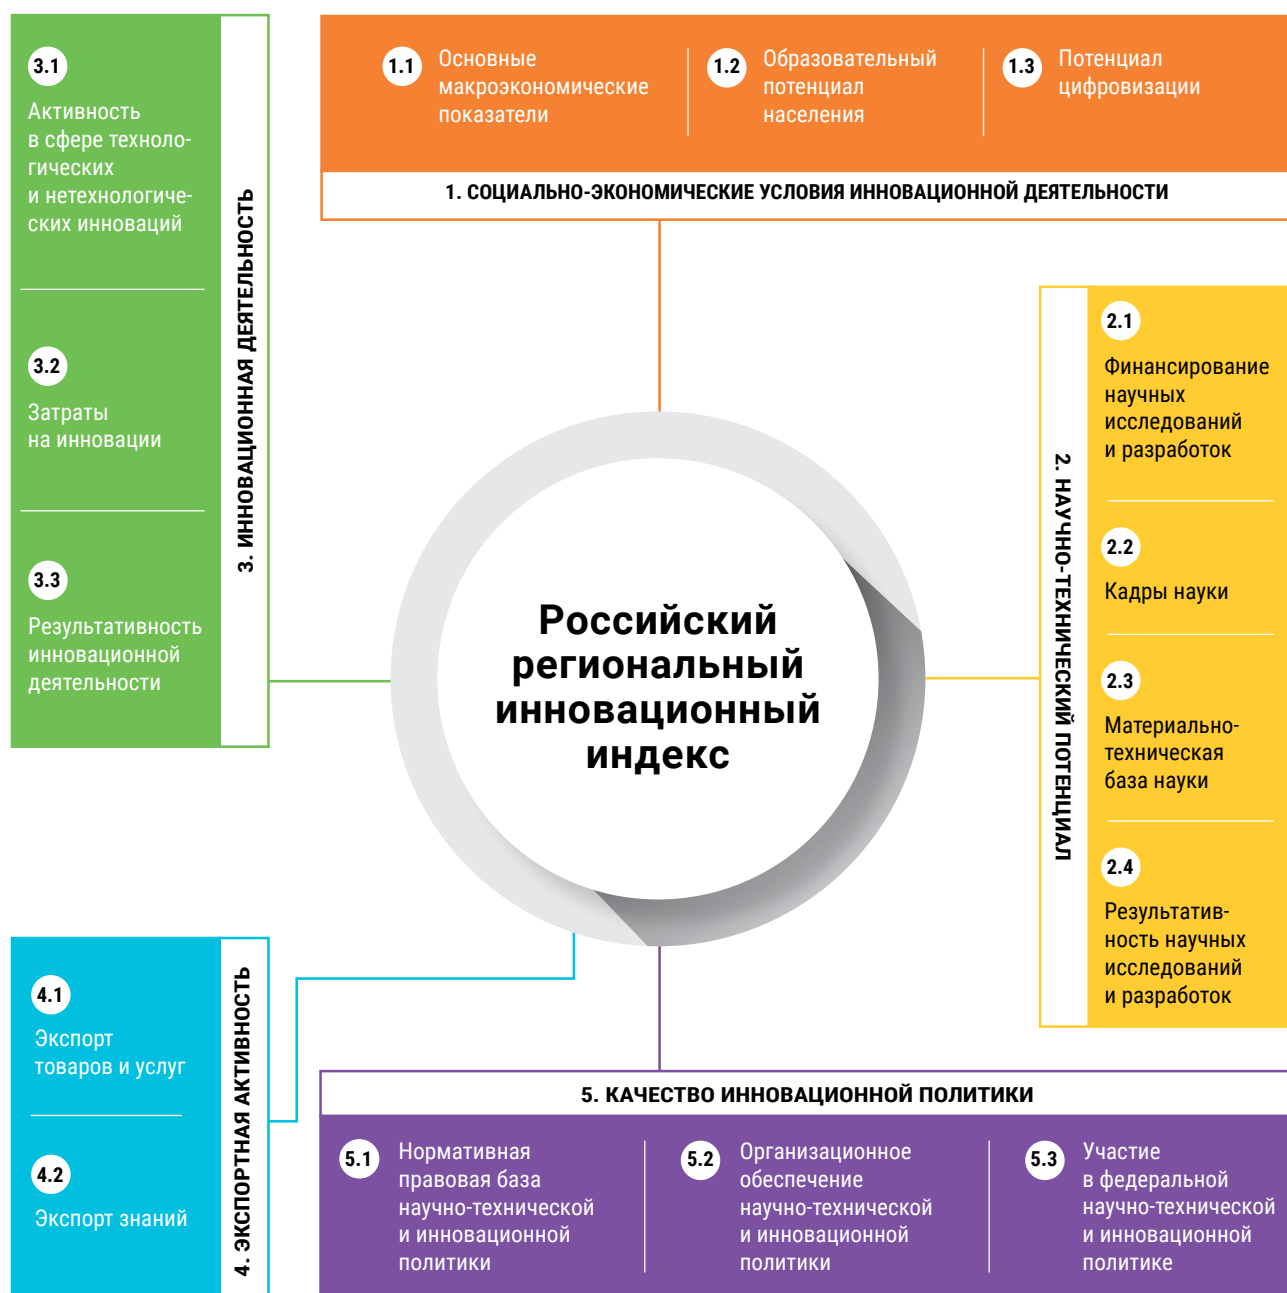 1.1
Основные
макроэкономические
показатели
1.2
Образовательный
потенциал
населения
1.3
Потенциал
цифровизации
1. СОЦИАЛЬНО-ЭКОНОМИЧЕСКИЕ УСЛОВИЯ ИННОВАЦИОННОЙ ДЕЯТЕЛЬНОСТИ
2. НАУЧНО-ТЕХНИЧЕСКИЙ ПОТЕНЦИАЛ
2.1
Финансирование
научных
исследований
и разработок
2.2
Кадры науки
2.3
Материально-
техническая
база науки
2.4
Результатив-
ность научных
исследований
и разработок
3.1
Активность
в сфере техноло-
гических
и нетехнологиче-
ских инноваций
3.2
Затраты
на инновации
3.3
Результативность
инновационной
деятельности
3. ИННОВАЦИОННАЯ ДЕЯТЕЛЬНОСТЬ
Российский
региональный
инновационный
индекс
4.1
Экспорт
товаров и услуг
4.2
Экспорт знаний
4. ЭКСПОРТНАЯ АКТИВНОСТЬ
5. КАЧЕСТВО ИННОВАЦИОННОЙ ПОЛИТИКИ
5.1
Нормативная
правовая база
научно-технической
и инновационной
политики
5.2
Организационное
обеспечение
научно-технической
и инновационной
политики
5.3
Участие
в федеральной
научно-технической
и инновационной
политике